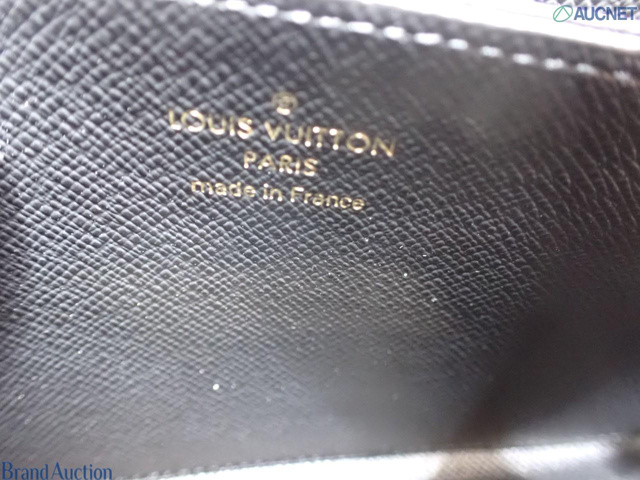 AUCNET
®
LOUIS VUITTON
PARIS
made in France
Brand Auction